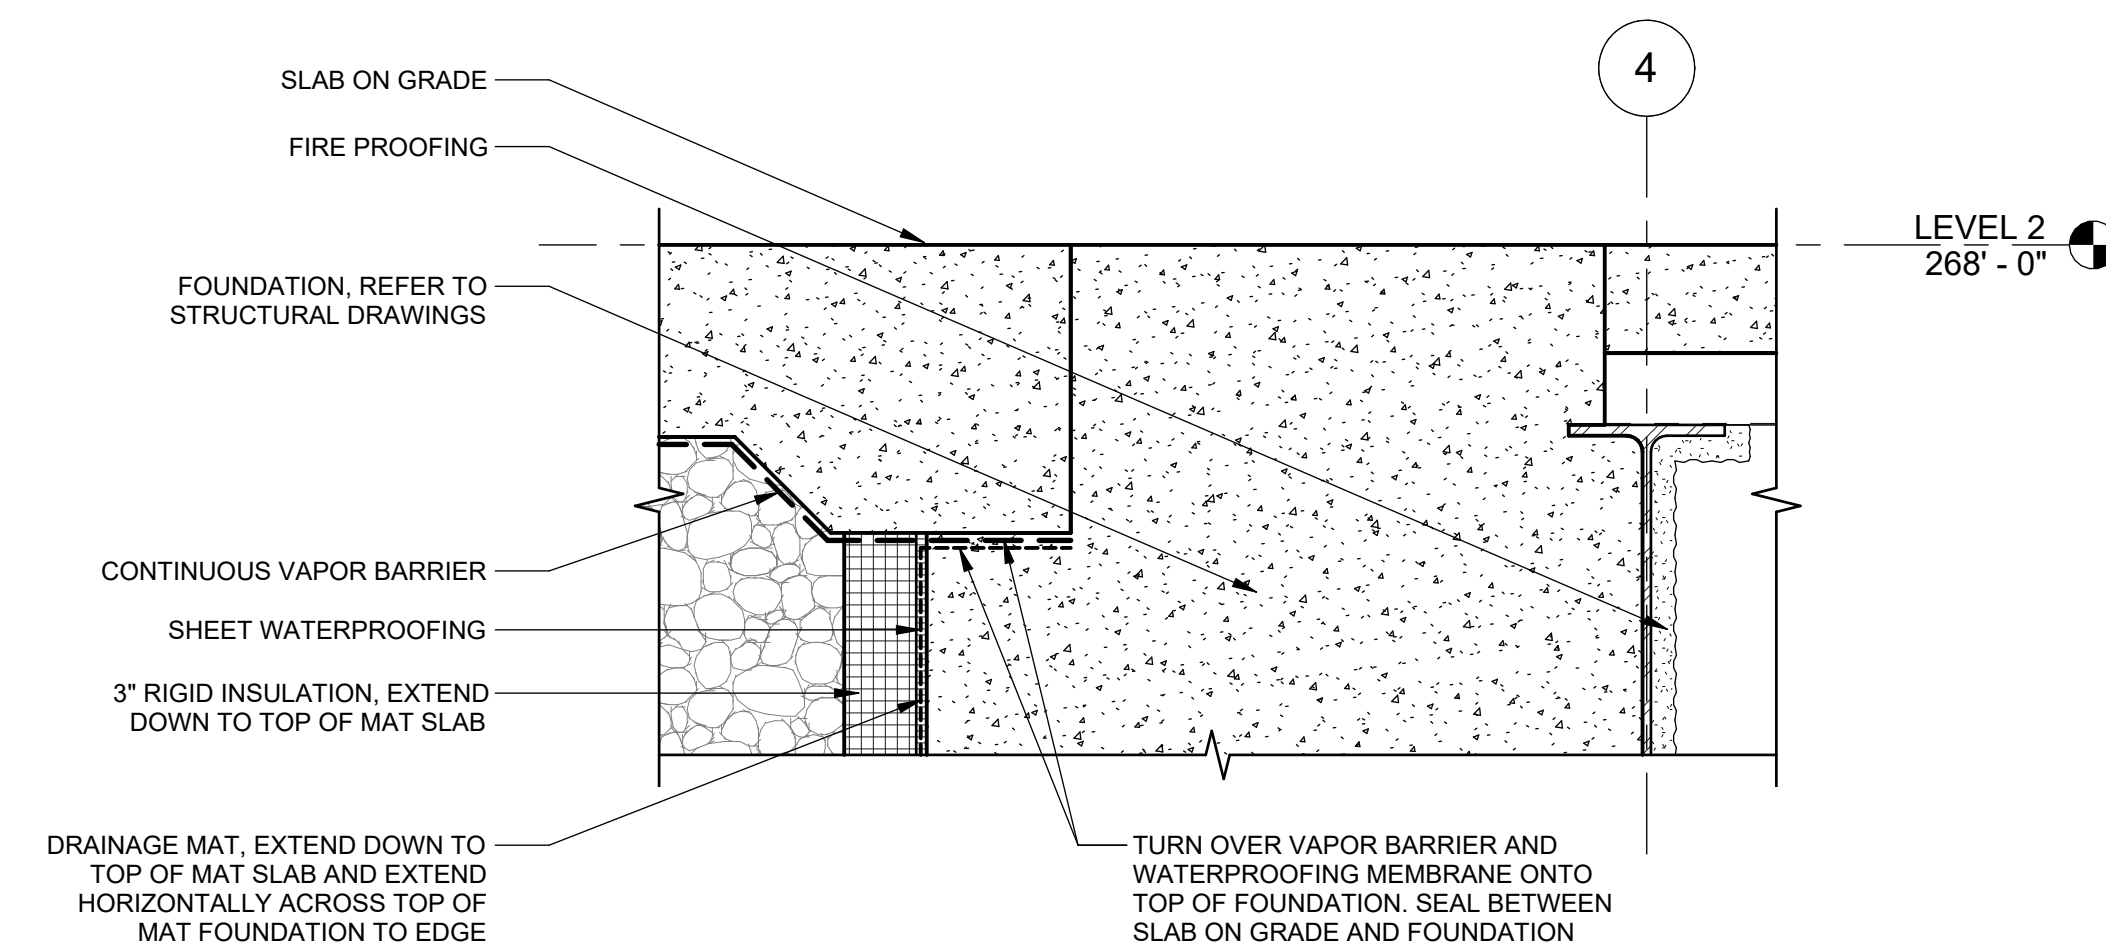 4
SLAB ON GRADE
FIRE PROOFING
LEVEL 2
268' - 0"
FOUNDATION, REFER TO
STRUCTURAL DRAWINGS
CONTINUOUS VAPOR BARRIER
SHEET WATERPROOFING
3" RIGID INSULATION, EXTEND
DOWN TO TOP OF MAT SLAB
DRAINAGE MAT, EXTEND DOWN TO
TOP OF MAT SLAB AND EXTEND
HORIZONTALLY ACROSS TOP OF
MAT FOUNDATION TO EDGE
TURN OVER VAPOR BARRIER AND
WATERPROOFING MEMBRANE ONTO
TOP OF FOUNDATION. SEAL BETWEEN
SLAB ON GRADE AND FOUNDATION